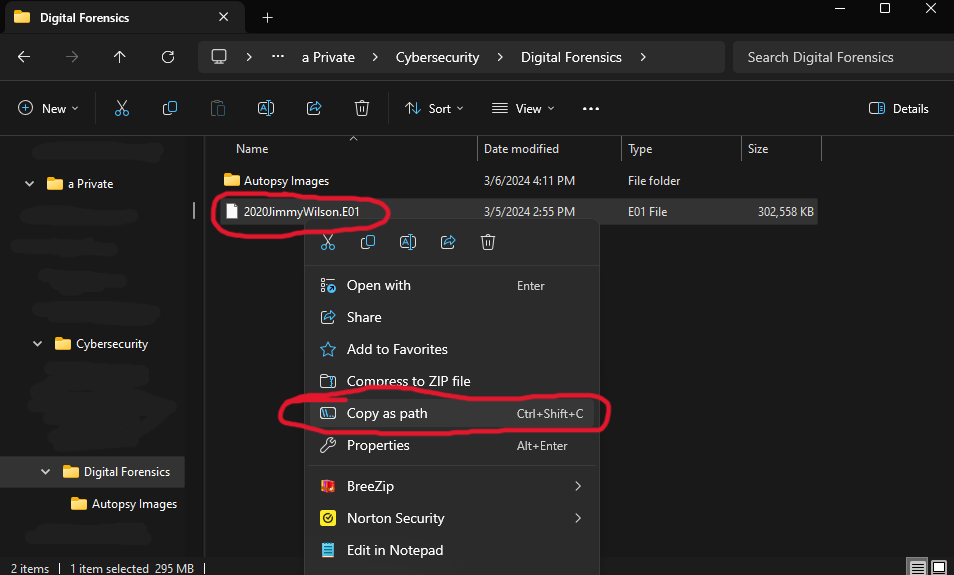 Digital Forensics
a Private Cybersecurity Digital Forensics Search Digital Forensics
New Sort View Details
Name Date modified Type Size
a Private
Cybersecurity
Digital Forensics
Autopsy Images
Autopsy Images 3/6/2024 4:11 PM File folder
2020JimmyWilson.E01 3/5/2024 2:55 PM E01 File 302,558 KB
Open with Enter
Share
Add to Favorites
Compress to ZIP file
Copy as path Ctrl+Shift+C
Properties Alt+Enter
BreeZip
Norton Security
Edit in Notepad
2 items 1 item selected 295 MB